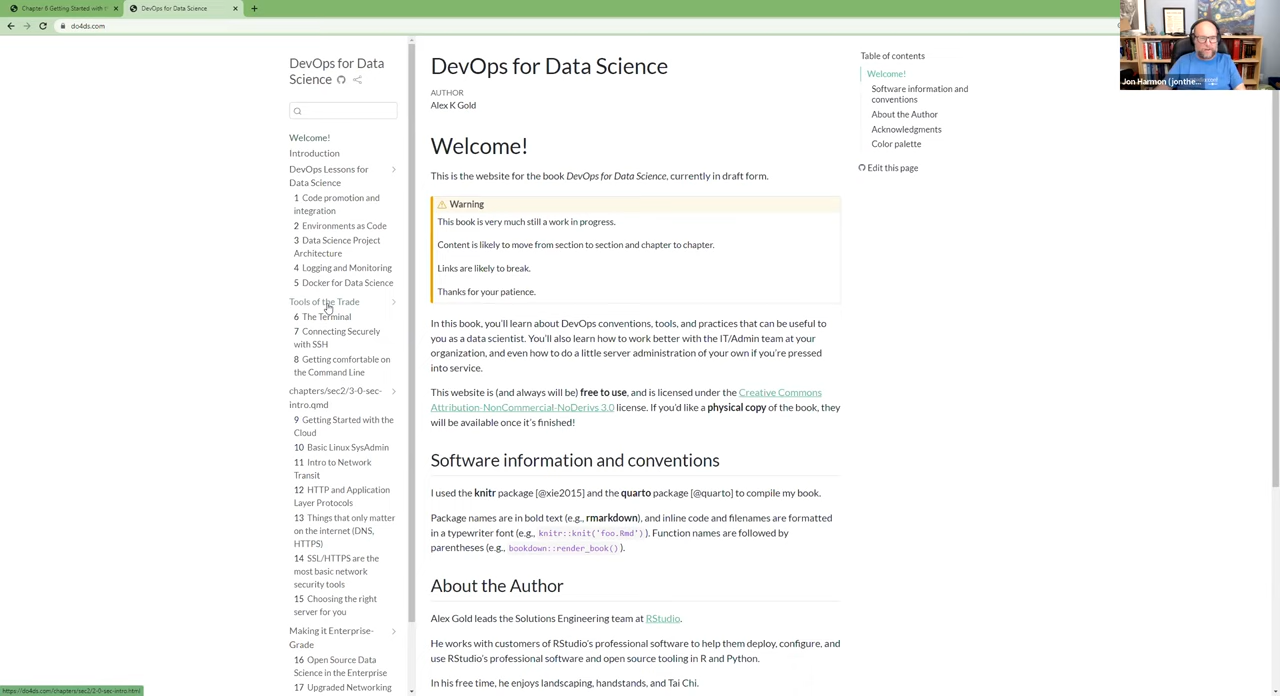 Chapter 5 Getting Started with t
DevOps for Data Science
do4ds.com
Jon Harmon (jonthe...
DevOps for Data
Science
Welcome!
Introduction
DevOps Lessons for
Data Science
1 Code promotion and
integration
2 Environments as Code
3 Data Science Project
Architecture
4 Logging and Monitoring
5 Docker for Data Science
Tools of the Trade
6 The Terminal
7 Connecting Securely
with SSH
8 Getting comfortable on
the Command Line
chapters/sec2/3-0-sec-
intro.qmd
9 Getting Started with the
Cloud
10 Basic Linux SysAdmin
11 Intro to Network
Transit
12 HTTP and Application
Layer Protocols
13 Things that only matter
on the internet (DNS,
HTTPS)
14 SSL/HTTPS are the
most basic network
security tools
15 Choosing the right
server for you
Making it Enterprise-
Grade
16 Open Source Data
Science in the Enterprise
17 Upgraded Networking
https://do4ds.com/chapters/sec2/2-0-sec-intro.html
DevOps for Data Science
AUTHOR
Alex K Gold
Welcome!
This is the website for the book DevOps for Data Science, currently in draft form.
Warning
This book is very much still a work in progress.
Content is likely to move from section to section and chapter to chapter.
Links are likely to break.
Thanks for your patience.
In this book, you'll learn about DevOps conventions, tools, and practices that can be useful to
you as a data scientist. You'll also learn how to work better with the IT/Admin team at your
organization, and even how to do a little server administration of your own if you're pressed
into service.
This website is (and always will be) free to use, and is licensed under the Creative Commons
Attribution-NonCommercial-NoDerivs 3.0 license. If you'd like a physical copy of the book, they
will be available once it's finished!
Software information and conventions
I used the knitr package [@xie2015] and the quarto package [@quarto] to compile my book.
Package names are in bold text (e.g., rmarkdown), and inline code and filenames are formatted
in a typewriter font (e.g., knitr::knit('foo.Rmd')). Function names are followed by
parentheses (e.g., bookdown::render_book()).
About the Author
Alex Gold leads the Solutions Engineering team at RStudio.
He works with customers of RStudio's professional software to help them deploy, configure, and
use RStudio's professional software and open source tooling in R and Python.
In his free time, he enjoys landscaping, handstands, and Tai Chi.
Table of contents
Welcome!
Software information and
conventions
About the Author
Acknowledgments
Color palette
Edit this page